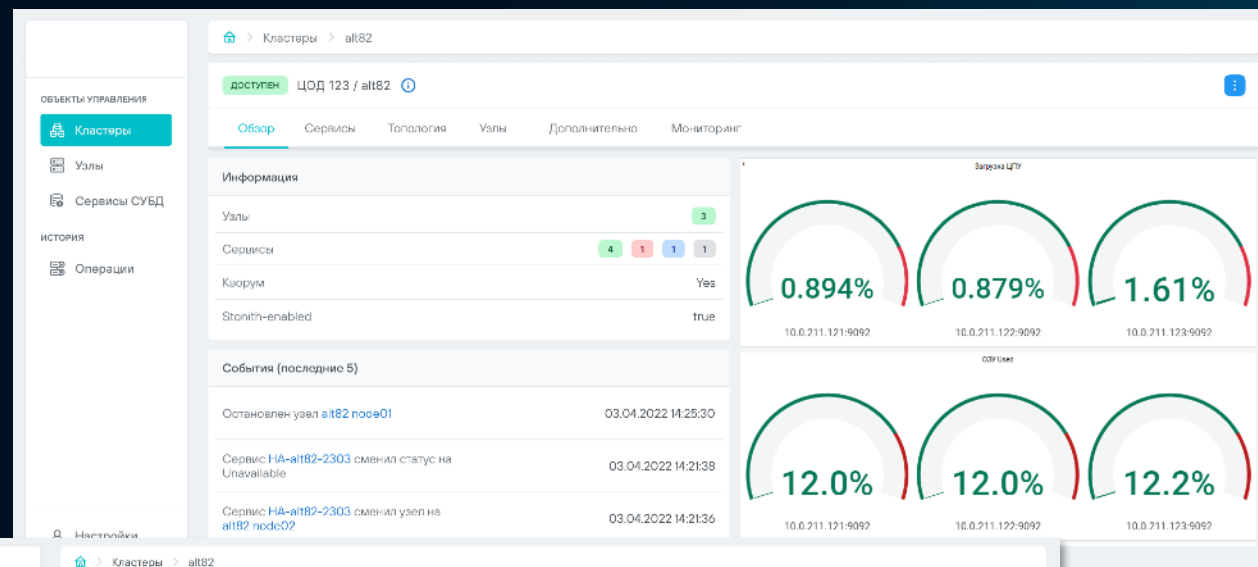 Кластеры > alt82
ДОСТУПЕН ЦОД 123 / alt82
ОБЪЕКТЫ УПРАВЛЕНИЯ
Кластеры
Узлы
Сервисы СУБД
ИСТОРИЯ
Операции
Настройки
Обзор Сервисы Топология Узлы Дополнительно Мониторинг
Информация
Узлы 3
Сервисы 4 1 1 1
Кворум Yes
Stonith-enabled true
События (последние 5)
Остановлен узел alt82 node01 03.04.2022 14:25:30
Сервис HA-alt82-2303 сменил статус на
Unavailable 03.04.2022 14:21:38
Сервис HA-alt82-2303 сменил узел на
alt82 node02 03.04.2022 14:21:36
Загрузка ЦПУ
0.894% 0.879% 1.61%
10.0.211.121:9092 10.0.211.122:9092 10.0.211.123:9092
ОЗУ Used
12.0% 12.0% 12.2%
10.0.211.121:9092 10.0.211.122:9092 10.0.211.123:9092
Кластеры > alt82